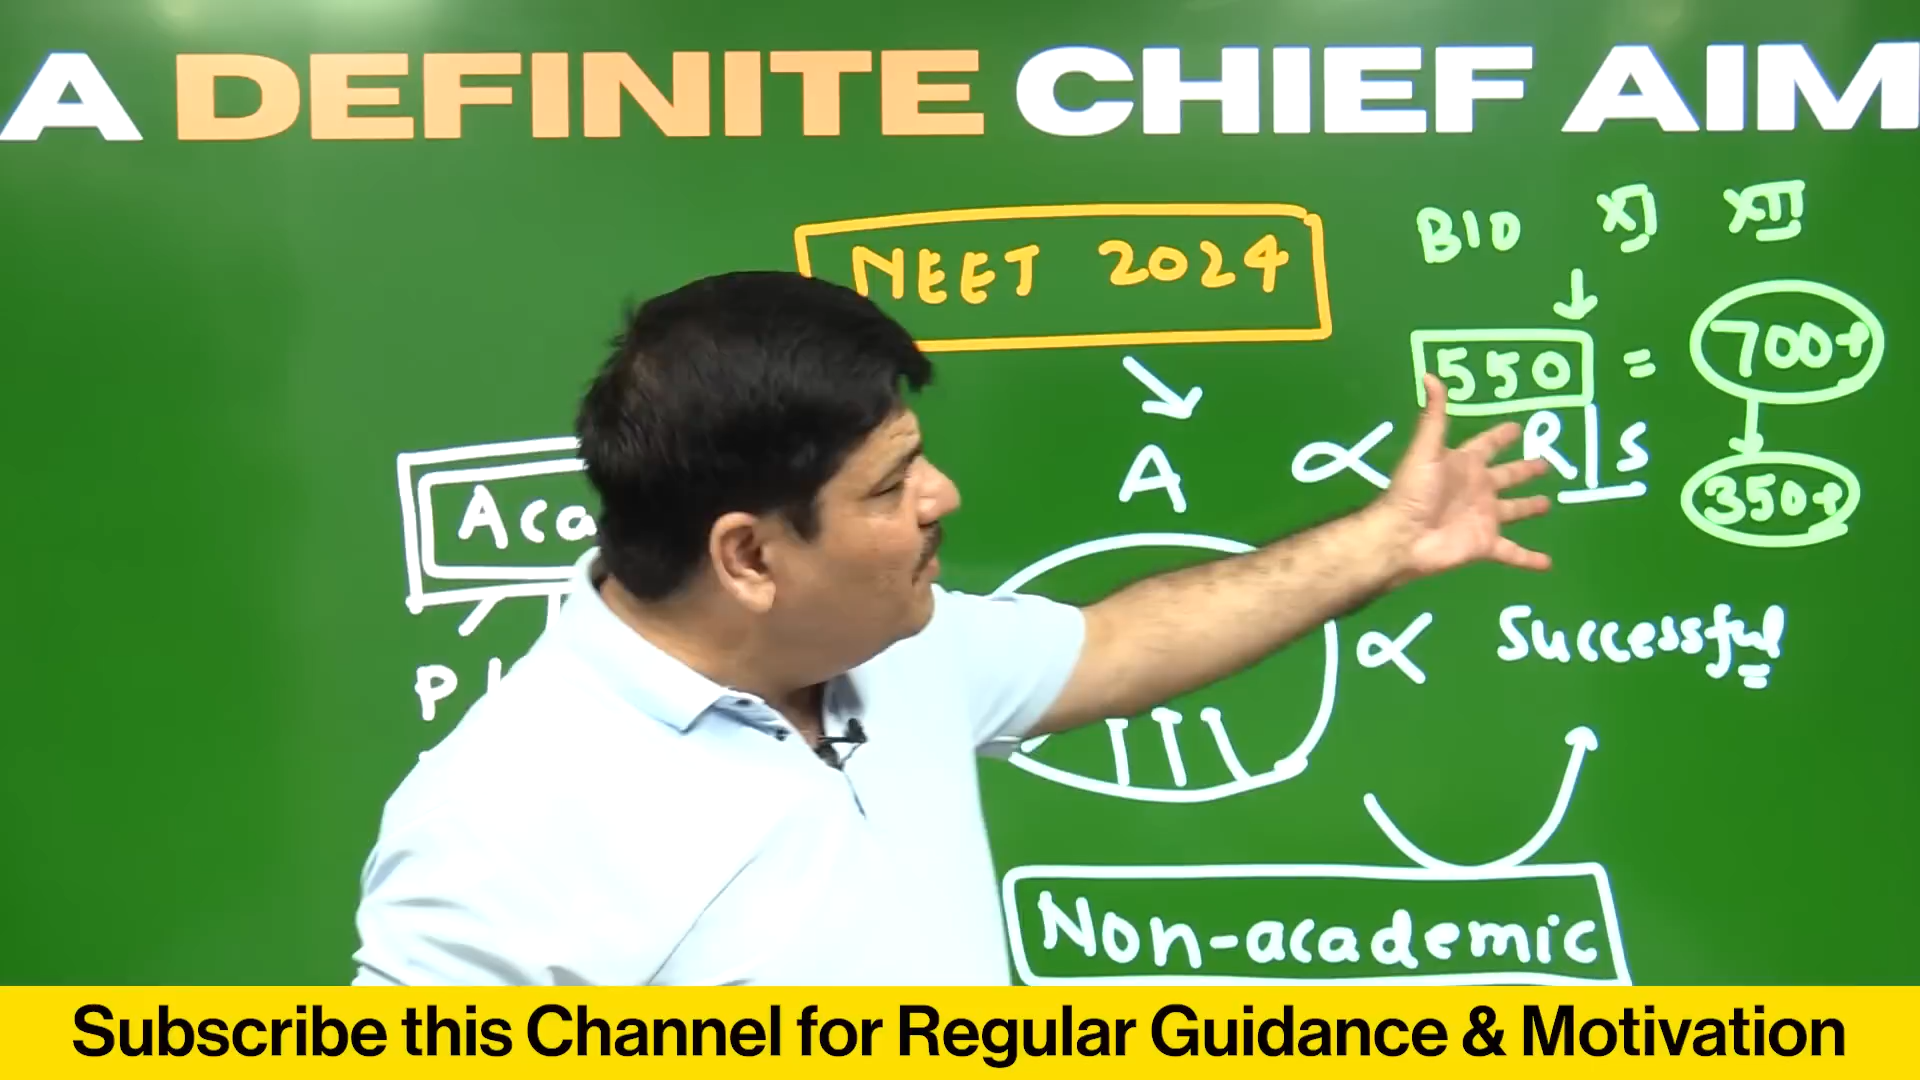 A DEFINITE CHIEF AIM
NEET 2024
BIO XI XII
550 = 700+
A ∝ R S
350+
Aca
∝ Successful
P
Non-academic
Subscribe this Channel for Regular Guidance & Motivation